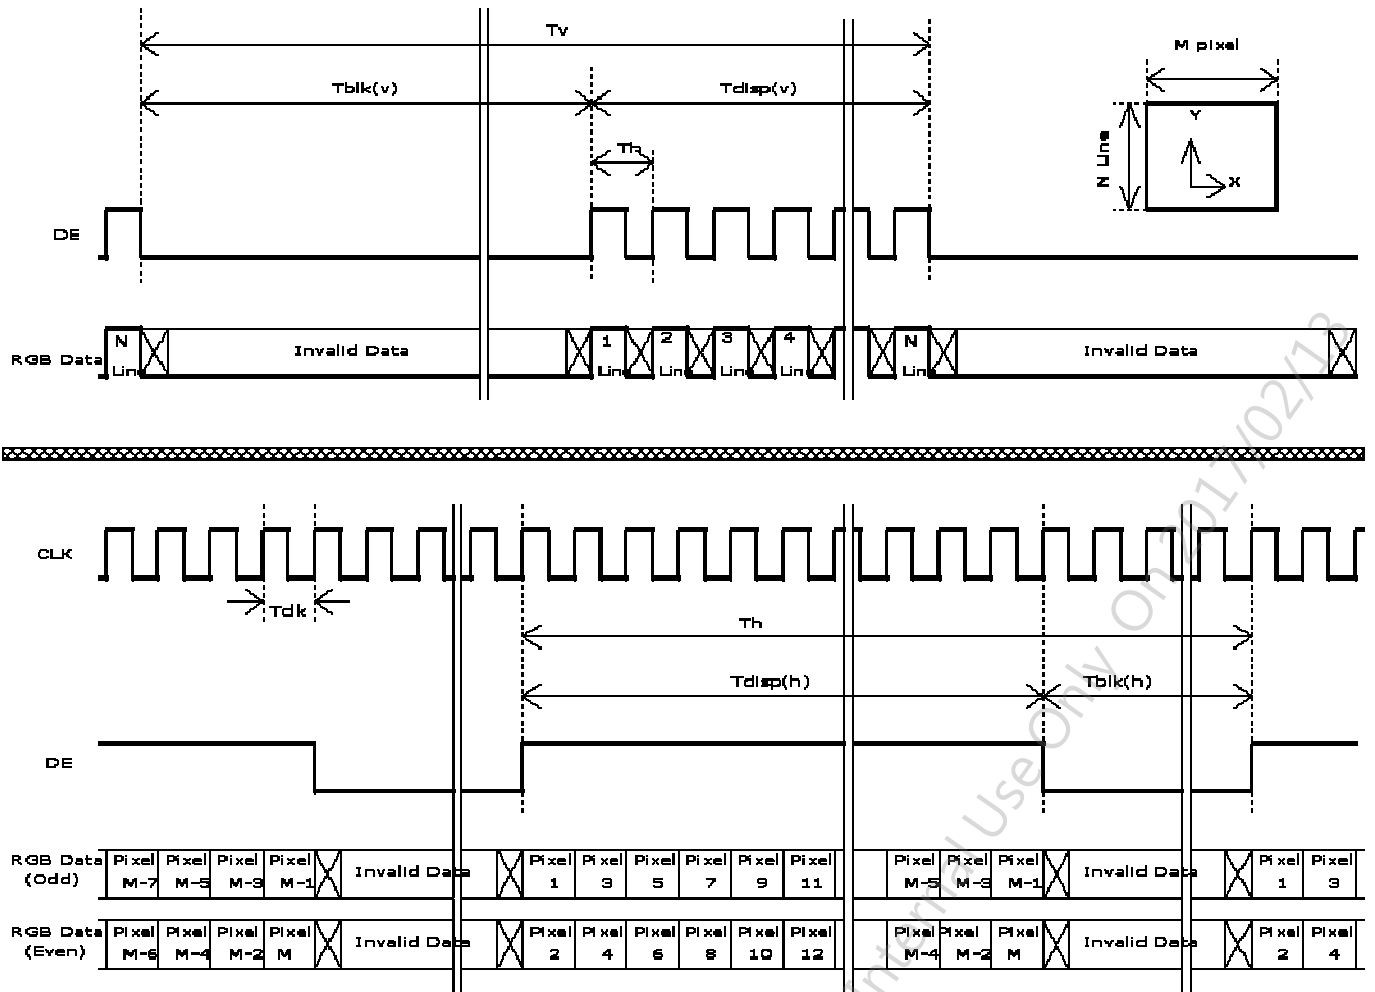 Tv
M pixel
Tblk(v)
Tdisp(v)
Th
N Line
Y
X
DE
RGB Data
N
Line
Invalid Data
1
Line
2
Line
3
Line
4
Line
N
Line
Invalid Data
CLK
Tclk
Th
Tdisp(h)
Tblk(h)
DE
RGB Data
(Odd)
Pixel Pixel Pixel Pixel
M-7 M-5 M-3 M-1
Invalid Data
Pixel Pixel Pixel Pixel Pixel Pixel
1 3 5 7 9 11
Pixel Pixel Pixel
M-5 M-3 M-1
Invalid Data
Pixel Pixel
1 3
RGB Data
(Even)
Pixel Pixel Pixel Pixel
M-6 M-4 M-2 M
Invalid Data
Pixel Pixel Pixel Pixel Pixel Pixel
2 4 6 8 10 12
Pixel Pixel Pixel
M-4 M-2 M
Invalid Data
Pixel Pixel
2 4
Internal Use Only On 2017/02/13